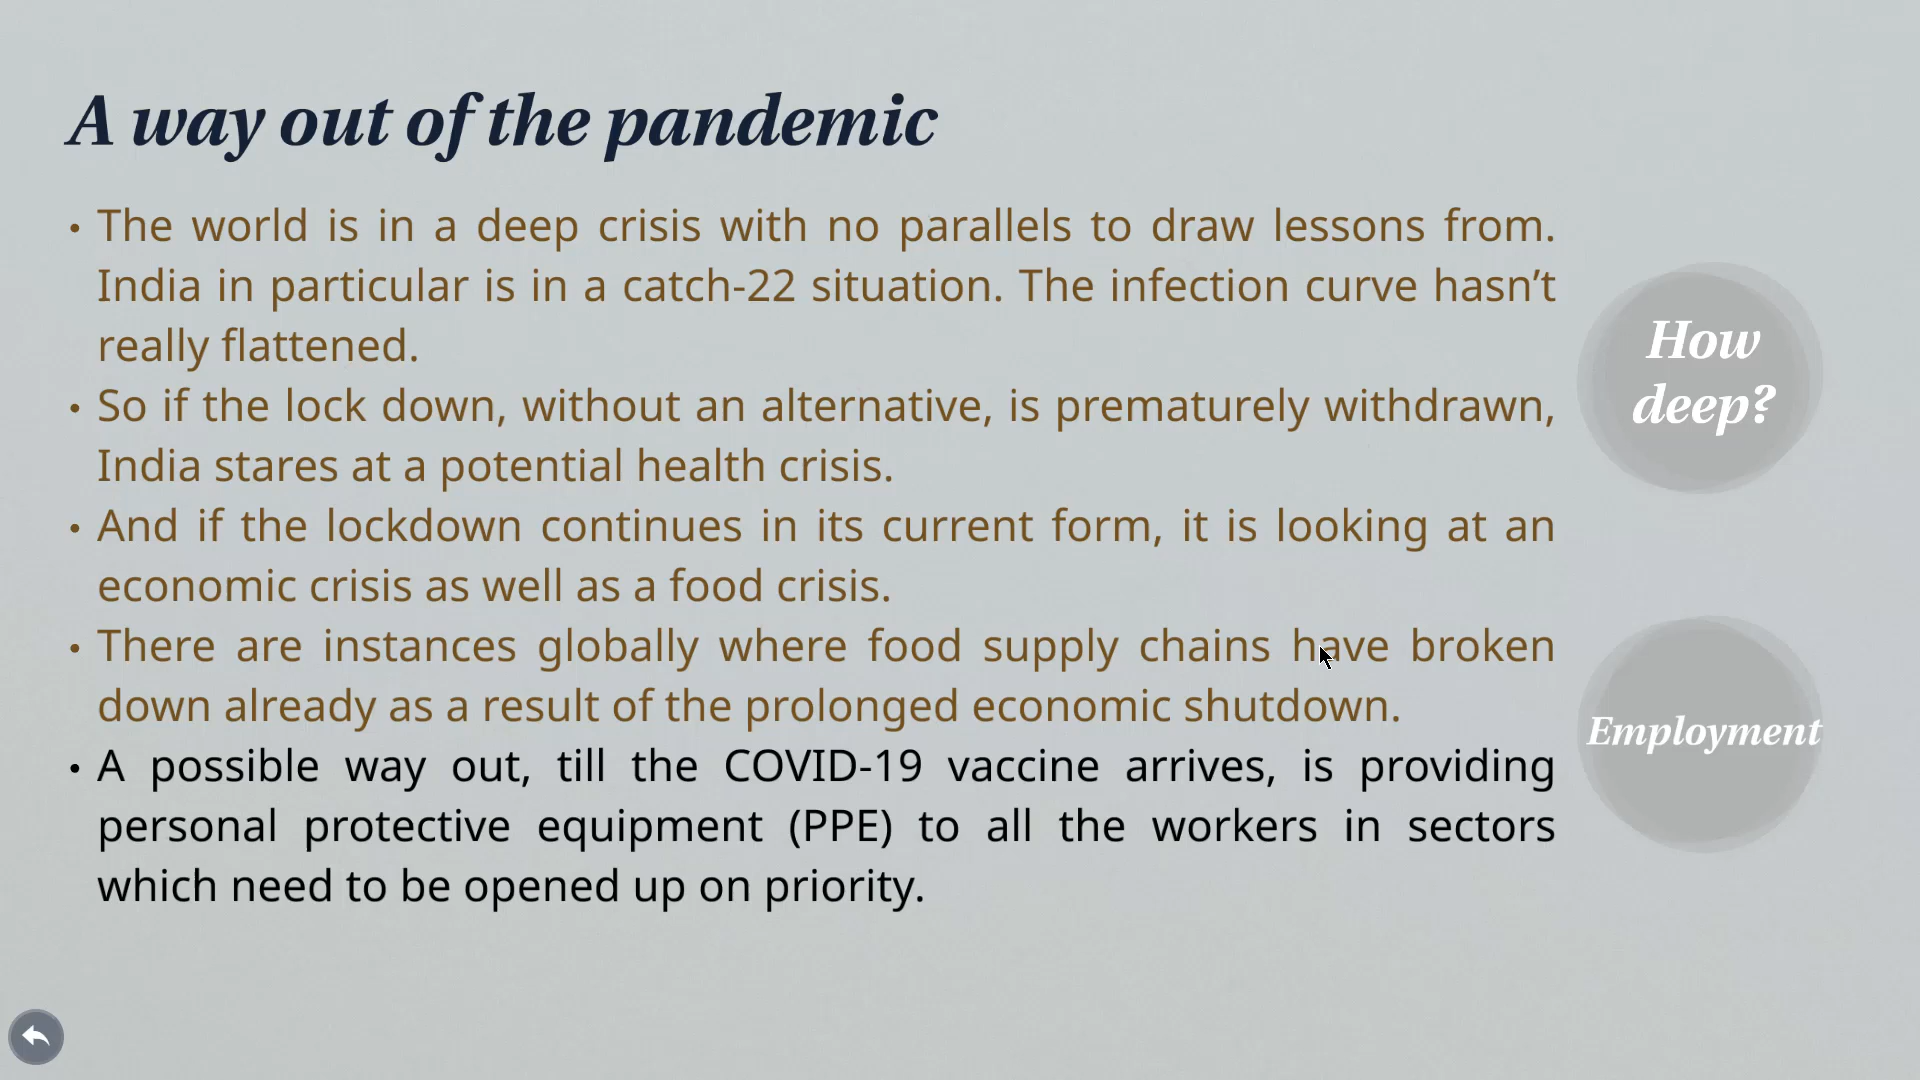 A way out of the pandemic
• The world is in a deep crisis with no parallels to draw lessons from.
India in particular is in a catch-22 situation. The infection curve hasn’t
really flattened.
• So if the lock down, without an alternative, is prematurely withdrawn,
India stares at a potential health crisis.
• And if the lockdown continues in its current form, it is looking at an
economic crisis as well as a food crisis.
• There are instances globally where food supply chains have broken
down already as a result of the prolonged economic shutdown.
• A possible way out, till the COVID-19 vaccine arrives, is providing
personal protective equipment (PPE) to all the workers in sectors
which need to be opened up on priority.
How
deep?
Employment